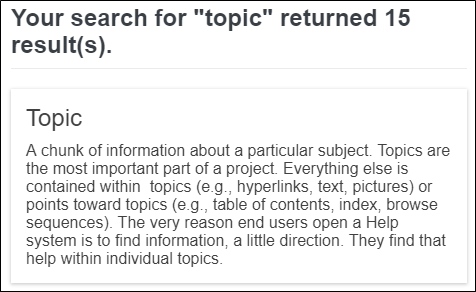 Your search for "topic" returned 15
result(s).
Topic
A chunk of information about a particular subject. Topics are
the most important part of a project. Everything else is
contained within  topics (e.g., hyperlinks, text, pictures) or
points toward topics (e.g., table of contents, index, browse
sequences). The very reason end users open a Help
system is to find information, a little direction. They find that
help within individual topics.